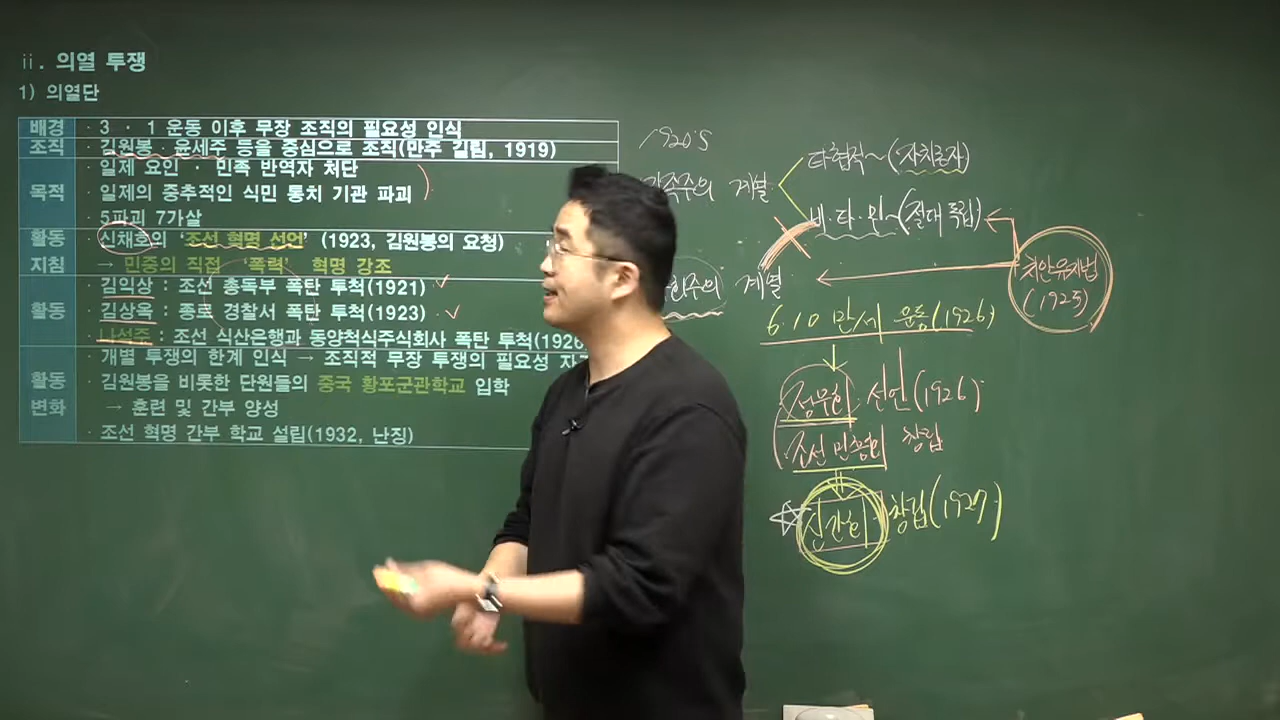 ii. 의열 투쟁
1) 의열단
배경 · 3 · 1 운동 이후 무장 조직의 필요성 인식
조직 · 김원봉 · 윤세주 등을 중심으로 조직(만주 길림, 1919)
목적 · 일제 요인 · 민족 반역자 처단
· 일제의 중추적인 식민 통치 기관 파괴
· 5파괴 7가살
활동 지침 · 신채호의 '조선 혁명 선언' (1923, 김원봉의 요청)
→ 민중의 직접 '폭력' 혁명 강조
활동 · 김익상 : 조선 총독부 폭탄 투척(1921)
· 김상옥 : 종로 경찰서 폭탄 투척(1923)
· 나석주 : 조선 식산은행과 동양척식주식회사 폭탄 투척(1926
활동 변화 · 개별 투쟁의 한계 인식 → 조직적 무장 투쟁의 필요성
· 김원봉을 비롯한 단원들의 중국 황포군관학교 입학
→ 훈련 및 간부 양성
· 조선 혁명 간부 학교 설립(1932, 난징)
1920'S
족주의 계열
타협적~(자치론자)
비·타·민~(절대 독립)
주의 계열
치안유지법
(1925)
6·10 만세 운동(1926)
정우회 선언(1926)
조선 민흥회 창립
☆ 신간회 창립(1927)